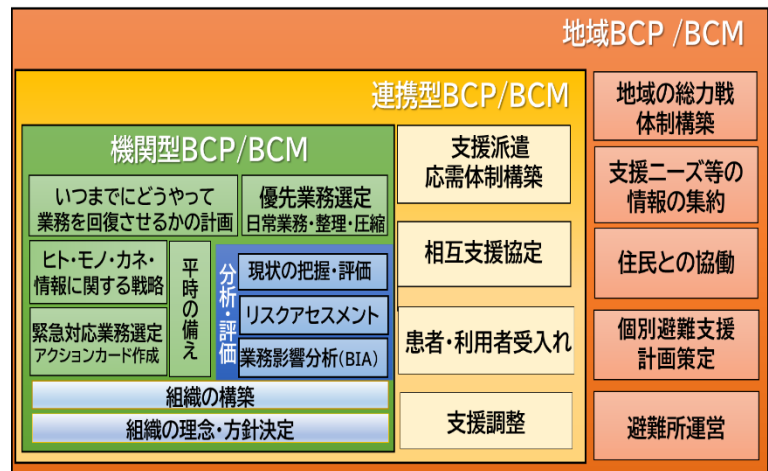 地域BCP /BCM
連携型BCP/BCM
機関型BCP/BCM
いつまでにどうやって
業務を回復させるかの計画
優先業務選定
日常業務・整理・圧縮
ヒト・モノ・カネ・
情報に関する戦略
緊急対応業務選定
アクションカード作成
平時の備え
分析・評価
現状の把握・評価
リスクアセスメント
業務影響分析(BIA)
組織の構築
組織の理念・方針決定
支援派遣
応需体制構築
相互支援協定
患者・利用者受入れ
支援調整
地域の総力戦
体制構築
支援ニーズ等の
情報の集約
住民との協働
個別避難支援
計画策定
避難所運営